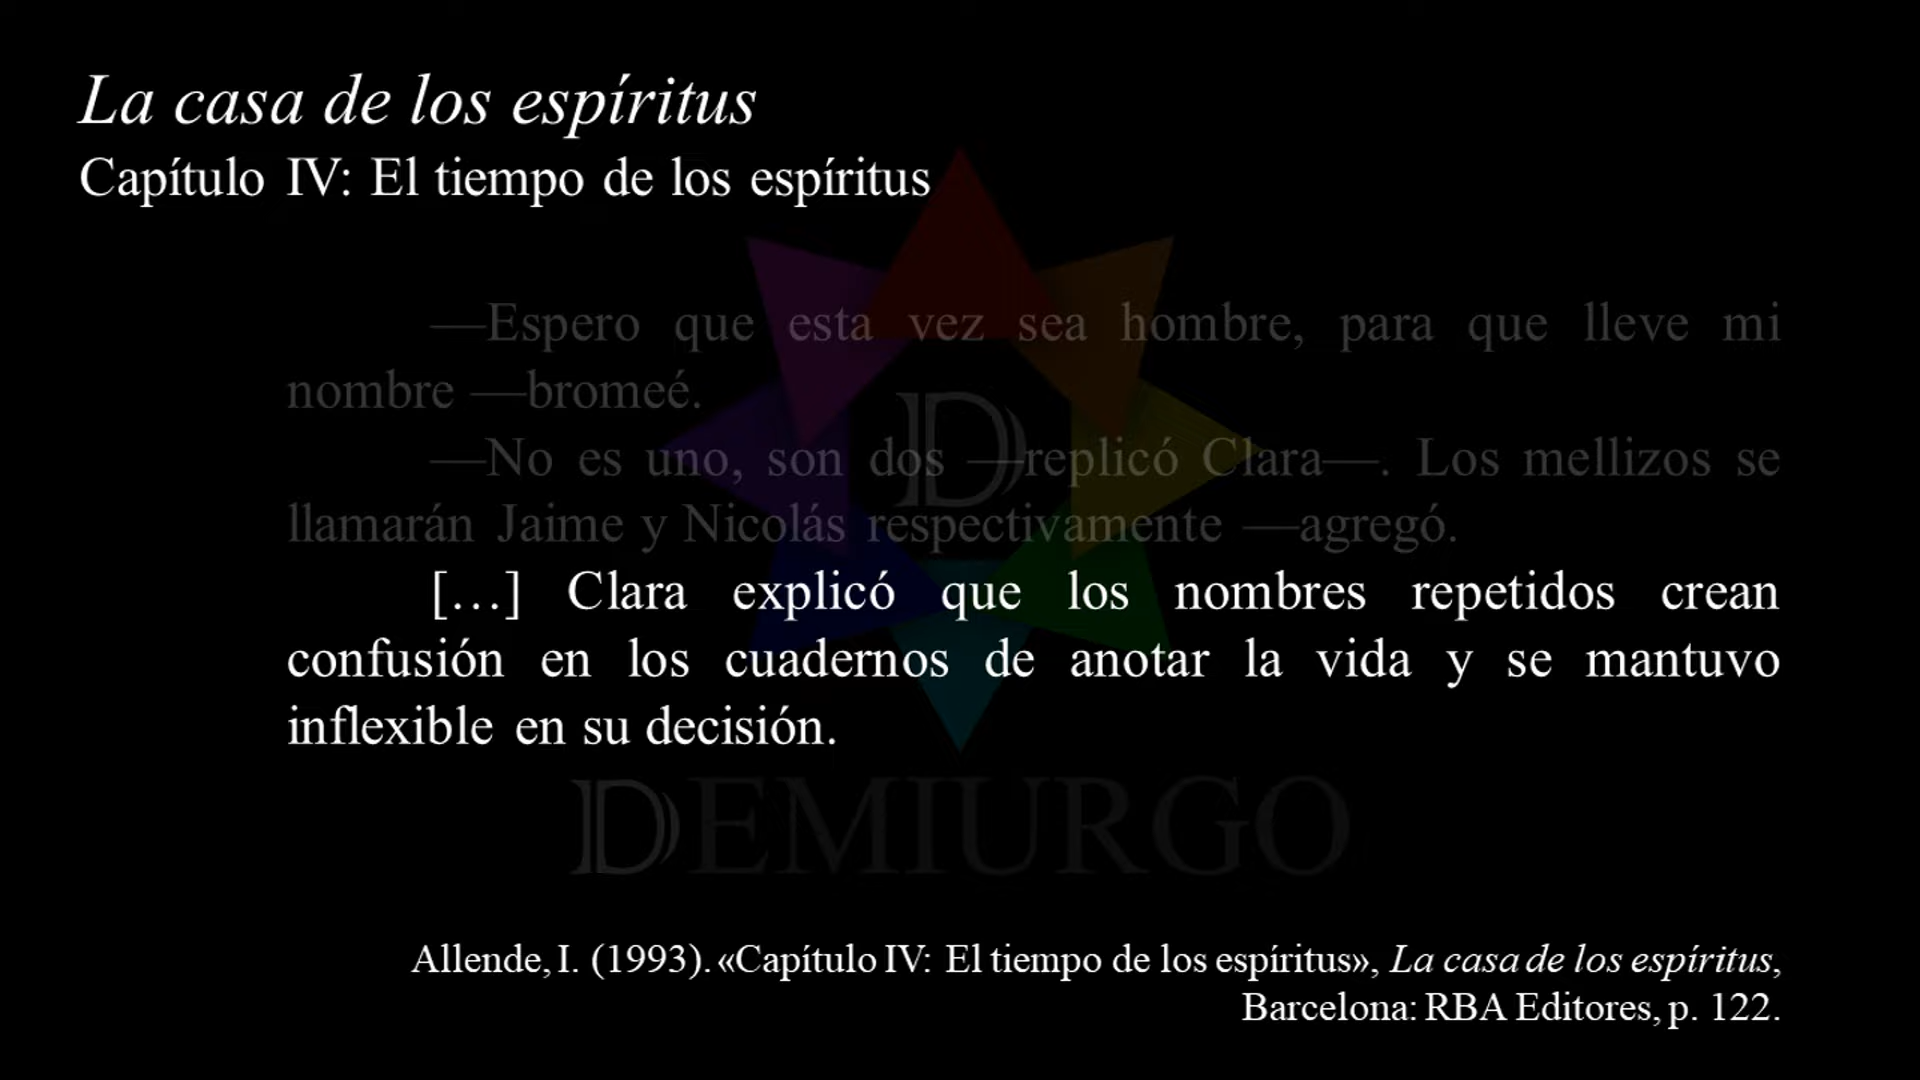 La casa de los espíritus
Capítulo IV: El tiempo de los espíritus
—Espero que esta vez sea hombre, para que lleve mi
nombre —bromeé.
—No es uno, son dos —replicó Clara—. Los mellizos se
llamarán Jaime y Nicolás respectivamente —agregó.
[…] Clara explicó que los nombres repetidos crean
confusión en los cuadernos de anotar la vida y se mantuvo
inflexible en su decisión.
D
DEMIURGO
Allende, I. (1993). «Capítulo IV: El tiempo de los espíritus», La casa de los espíritus,
Barcelona: RBA Editores, p. 122.